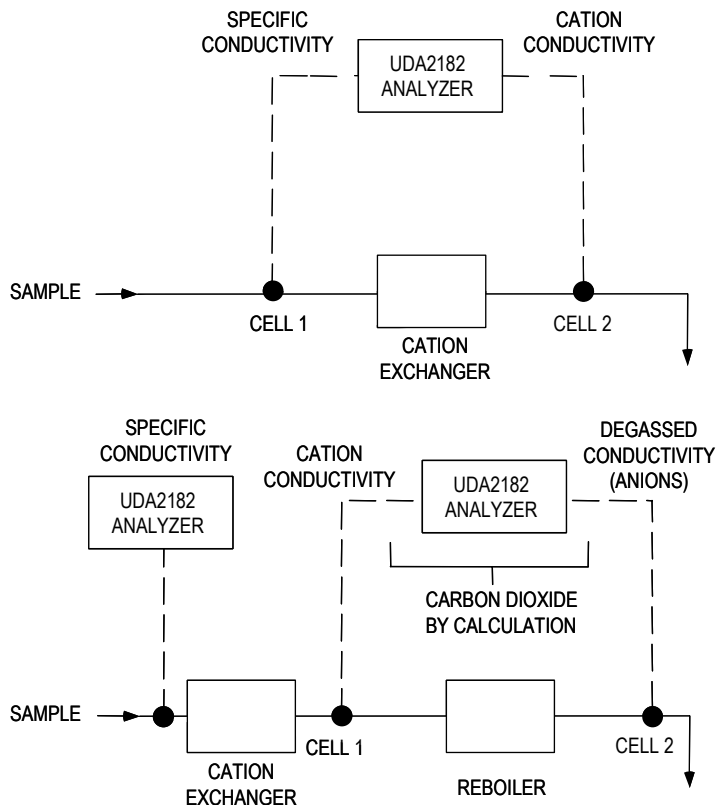 SPECIFIC
CONDUCTIVITY
CATION
CONDUCTIVITY
UDA2182
ANALYZER
SAMPLE
CELL 1
CATION
EXCHANGER
CELL 2
SPECIFIC
CONDUCTIVITY
CATION
CONDUCTIVITY
DEGASSED
CONDUCTIVITY
(ANIONS)
UDA2182
ANALYZER
UDA2182
ANALYZER
CARBON DIOXIDE
BY CALCULATION
SAMPLE
CATION
EXCHANGER
CELL 1
REBOILER
CELL 2